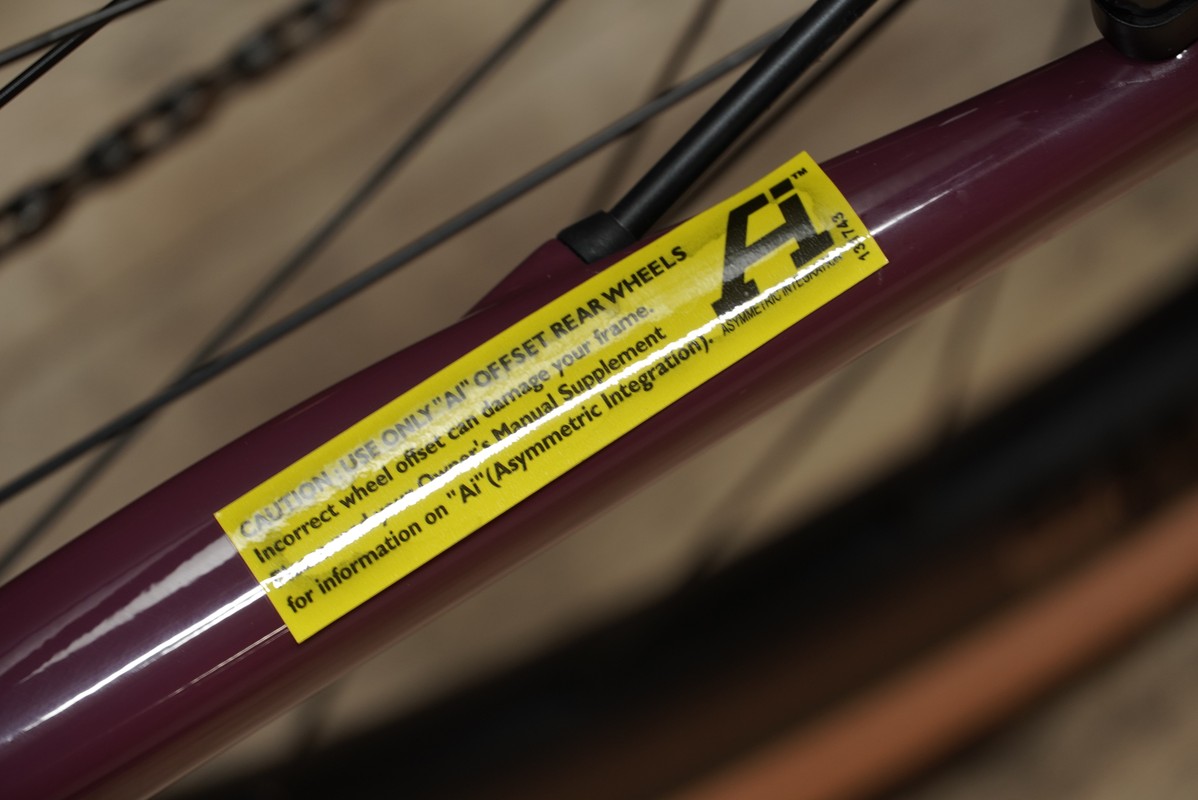 CAUTION: USE ONLY "AI" OFFSET REAR WHEELS
Incorrect wheel offset can damage your frame.
your Owner's Manual Supplement
for information on "Ai" (Asymmetric Integration).
Ai™
ASYMMETRIC INTEGRATION